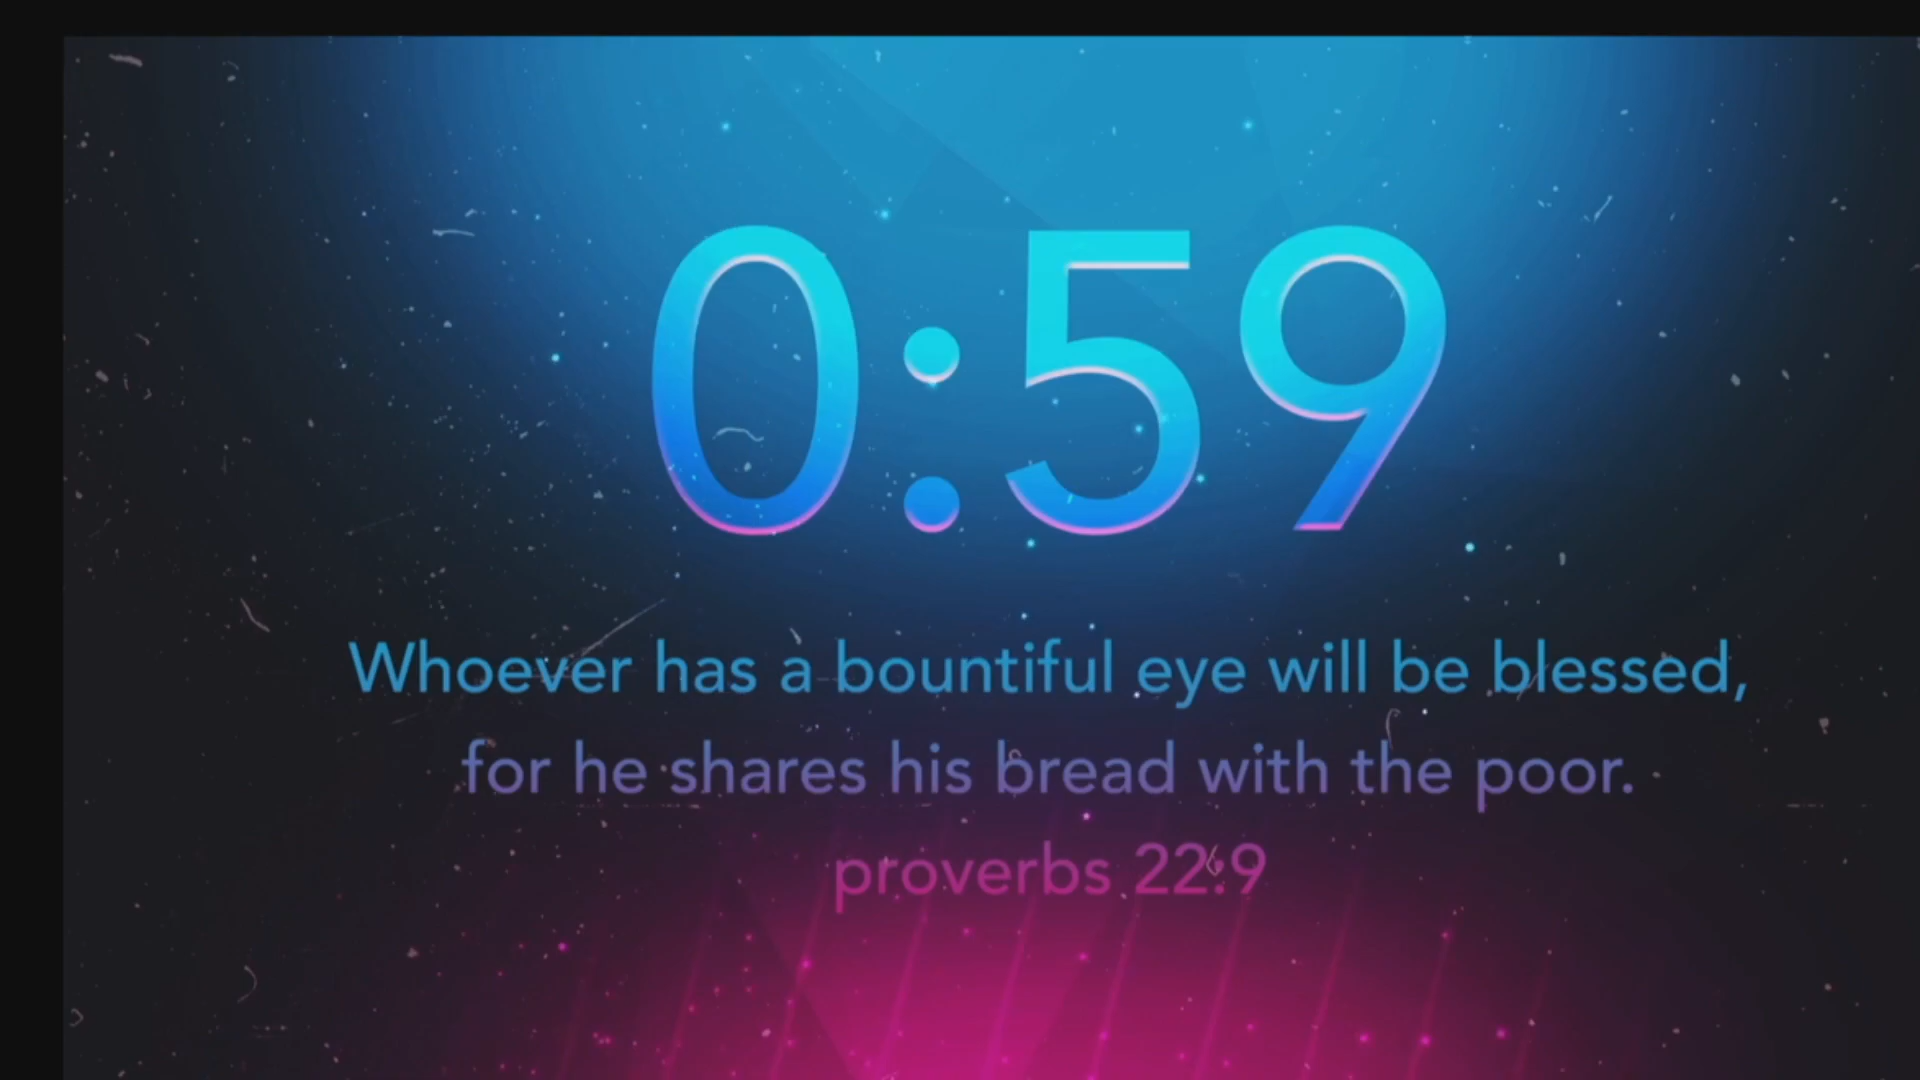 0:59
Whoever has a bountiful eye will be blessed,
for he shares his bread with the poor.
proverbs 22:9